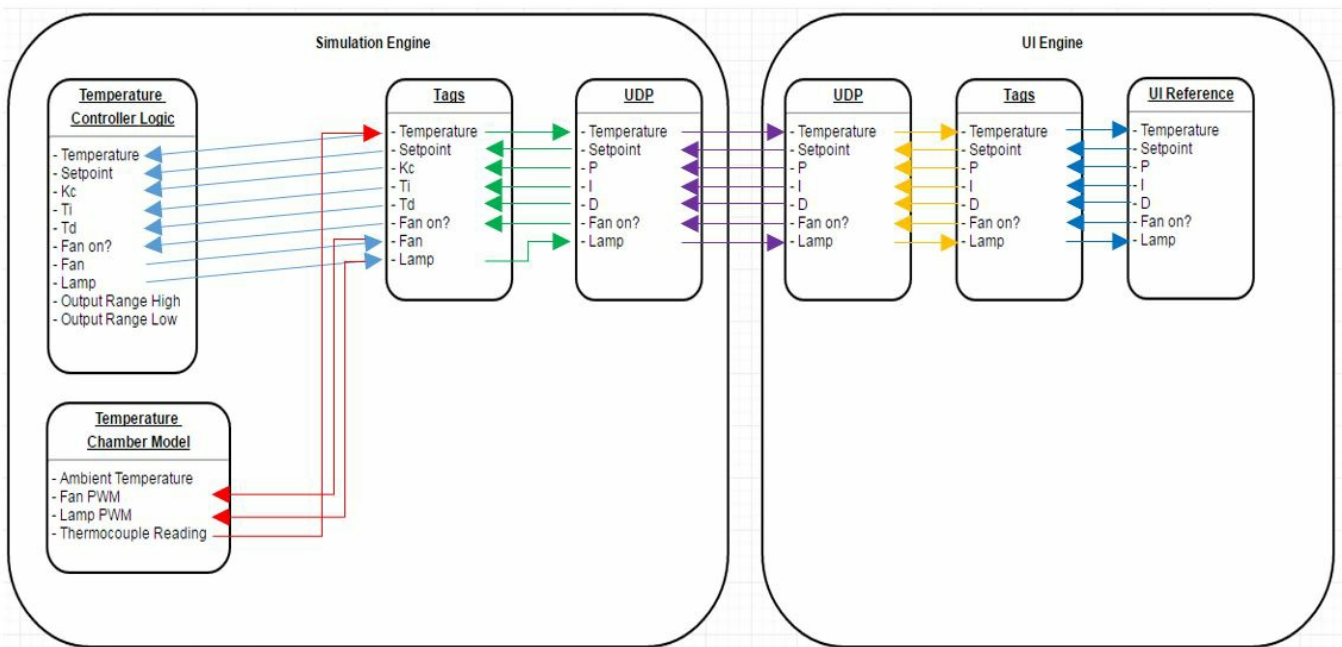 Simulation Engine
Temperature
Controller Logic
- Temperature
- Setpoint
- Kc
- Ti
- Td
- Fan on?
- Fan
- Lamp
- Output Range High
- Output Range Low
Temperature
Chamber Model
- Ambient Temperature
- Fan PWM
- Lamp PWM
- Thermocouple Reading
Tags
- Temperature
- Setpoint
- Kc
- Ti
- Td
- Fan on?
- Fan
- Lamp
UDP
- Temperature
- Setpoint
- P
- I
- D
- Fan on?
- Lamp
UI Engine
UDP
- Temperature
- Setpoint
- P
- I
- D
- Fan on?
- Lamp
Tags
- Temperature
- Setpoint
- P
- I
- D
- Fan on?
- Lamp
UI Reference
- Temperature
- Setpoint
- P
- I
- D
- Fan on?
- Lamp